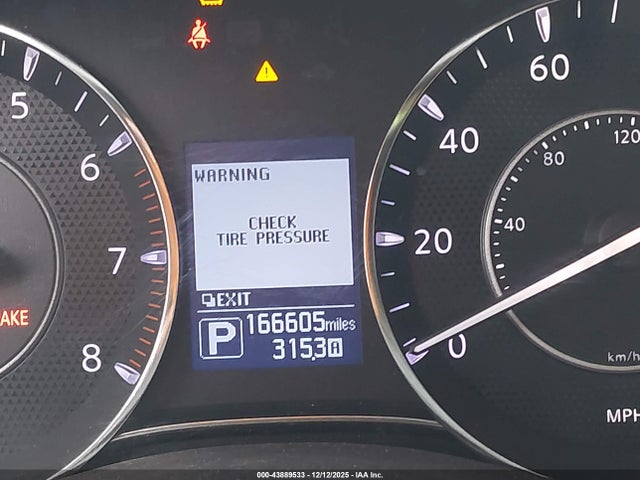 5
6
7
8
AKE
WARNING
CHECK
TIRE PRESSURE
EXIT
P
166605miles
315.3A
60
40
20
0
120
80
40
km/h
MPH
000-43889533 - 12/12/2025 - IAA Inc.